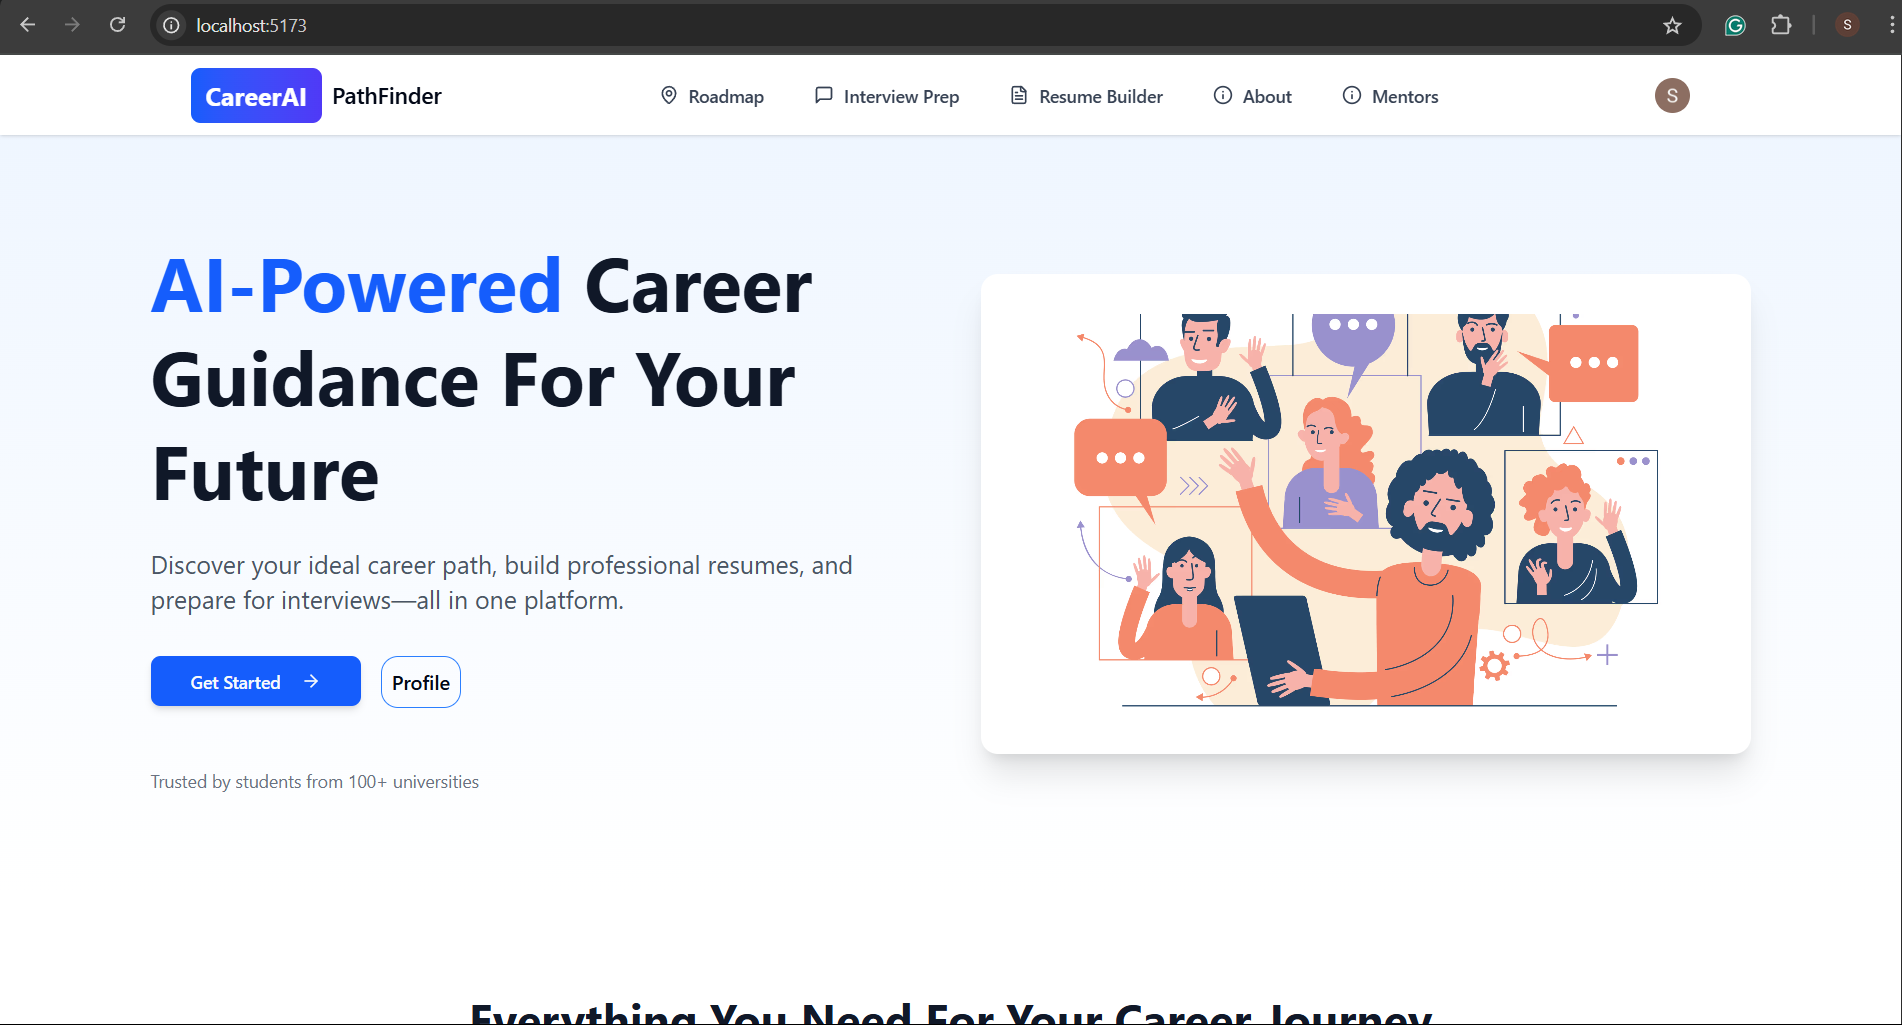 localhost:5173
S
CareerAI PathFinder
Roadmap
Interview Prep
Resume Builder
About
Mentors
S
AI-Powered Career
Guidance For Your
Future
Discover your ideal career path, build professional resumes, and
prepare for interviews—all in one platform.
Get Started
Profile
Trusted by students from 100+ universities
Everything You Need For Your Career Journey